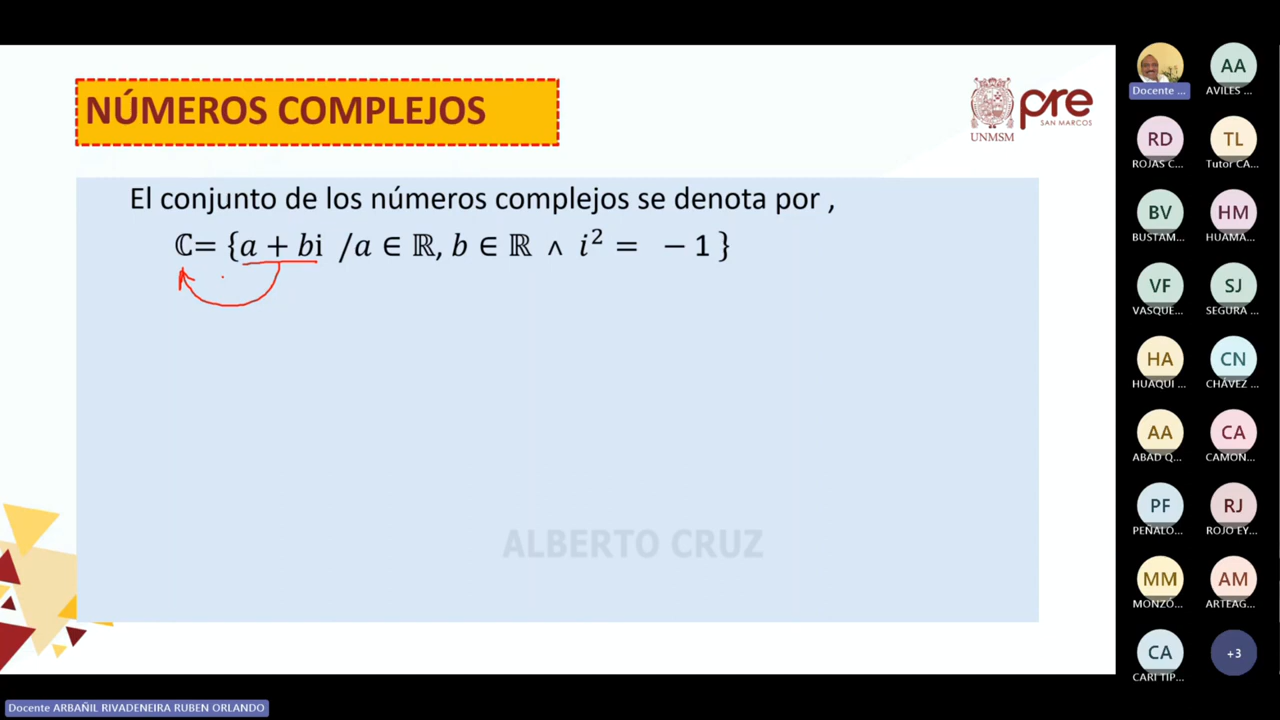 NÚMEROS COMPLEJOS
UNMSM
pre
SAN MARCOS
El conjunto de los números complejos se denota por ,
ℂ= {a + bi /a ∈ ℝ, b ∈ ℝ ∧ i² = − 1 }
ALBERTO CRUZ
Docente ...
AA
AVILES ...
RD
ROJAS C...
TL
Tutor CA...
BV
BUSTAM...
HM
HUAMA...
VF
VASQUE...
SJ
SEGURA ...
HA
HUAQUI ...
CN
CHÁVEZ ...
AA
ABAD Q...
CA
CAMON...
PF
PEÑALO...
RJ
ROJO EY...
MM
MONZÓ...
AM
ARTEAG...
CA
CARI TIP...
+3
Docente ARBAÑIL RIVADENEIRA RUBEN ORLANDO